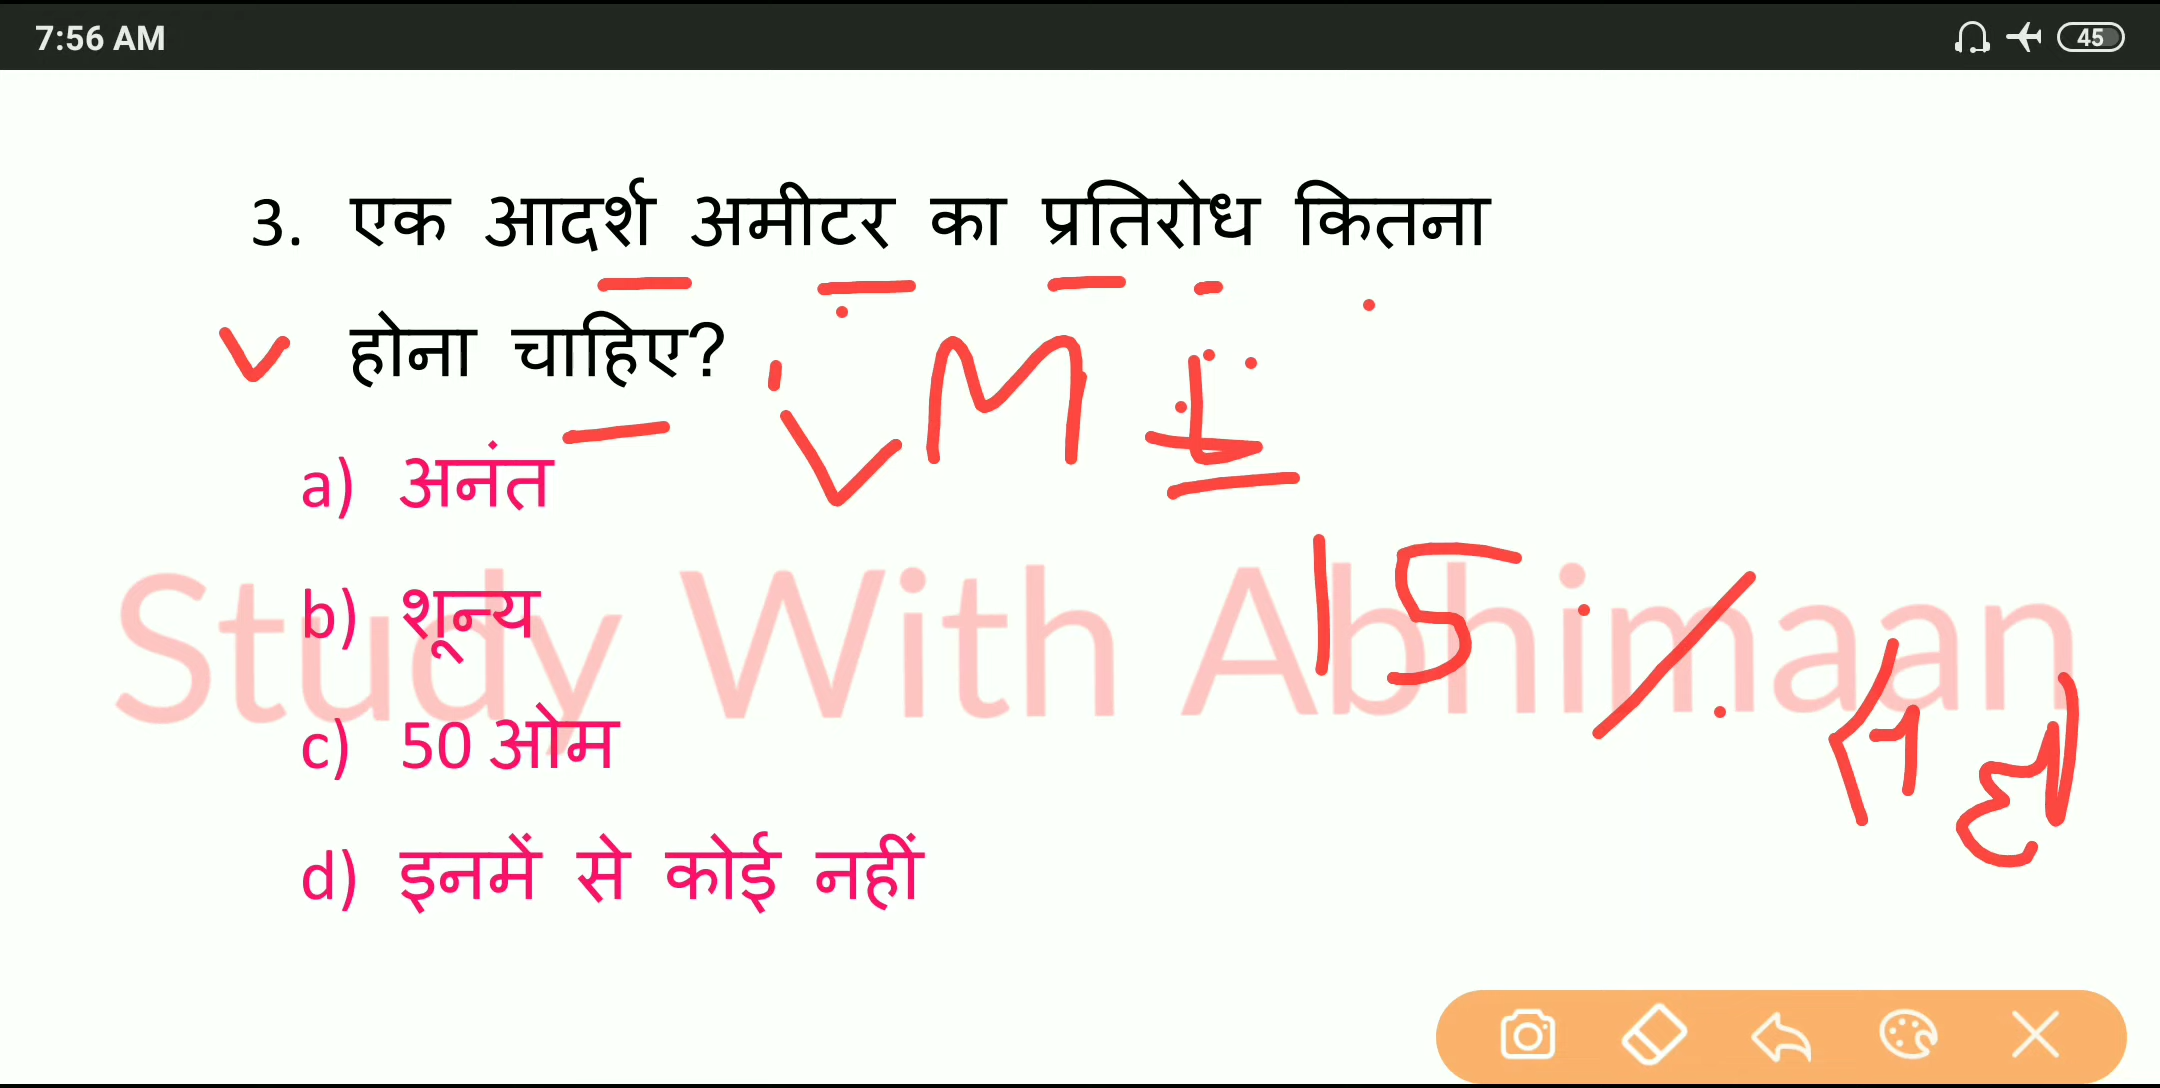 7:56 AM
45
3. एक आदर्श अमीटर का प्रतिरोध कितना
होना चाहिए?
M I
a) अनंत
15 %
b) शून्य
Study With Abhimaan
c) 50 ओम
d) इनमें से कोई नहीं